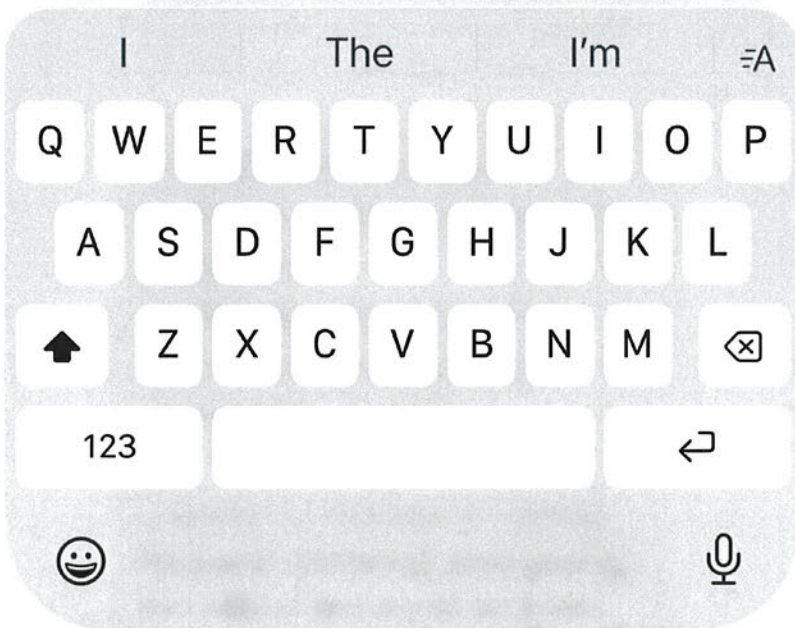 I The I'm A
Q W E R T Y U I O P
A S D F G H J K L
Z X C V B N M
123